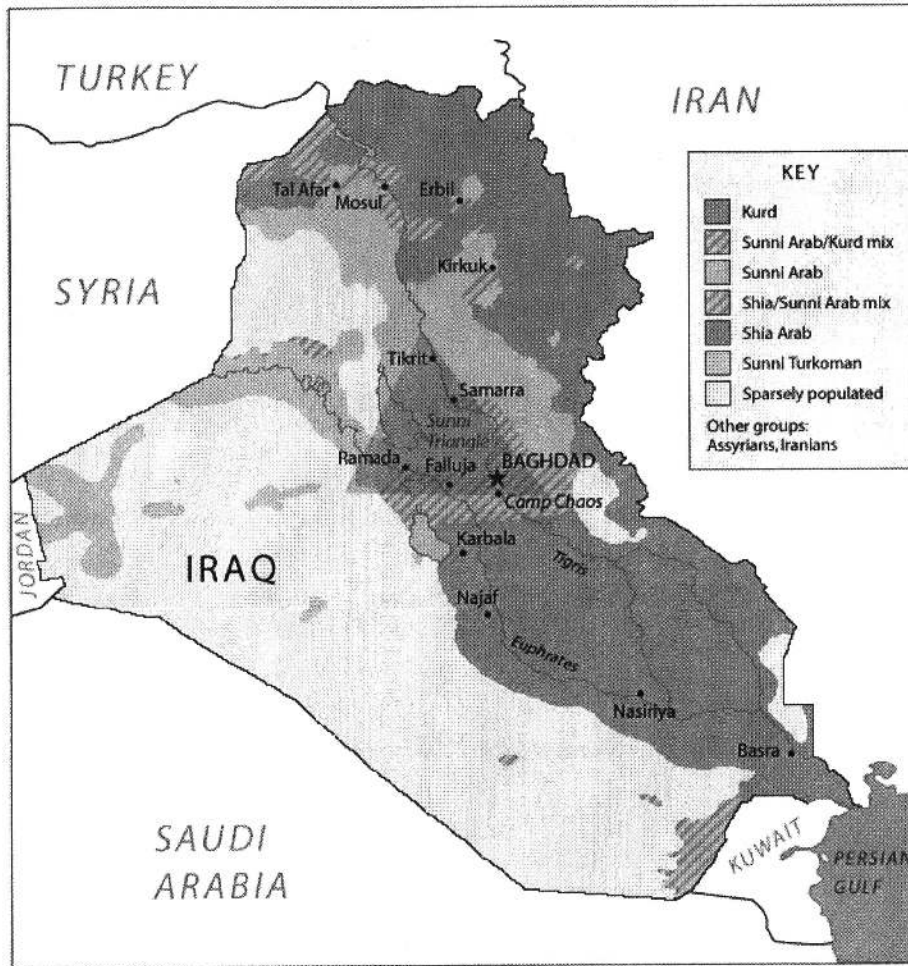 TURKEY
IRAN
KEY
Kurd
Sunni Arab/Kurd mix
Sunni Arab
Shia/Sunni Arab mix
Shia Arab
Sunni Turkoman
Sparsely populated
Other groups:
Assyrians, Iranians
Tal Afar
Mosul
Erbil
Kirkuk
SYRIA
Tikrit
Samarra
Sunni
Triangle
Ramada
Falluja
BAGHDAD
Camp Chaos
JORDAN
IRAQ
Karbala
Tigris
Najaf
Euphrates
Nasiriya
Basra
SAUDI
ARABIA
KUWAIT
PERSIAN
GULF